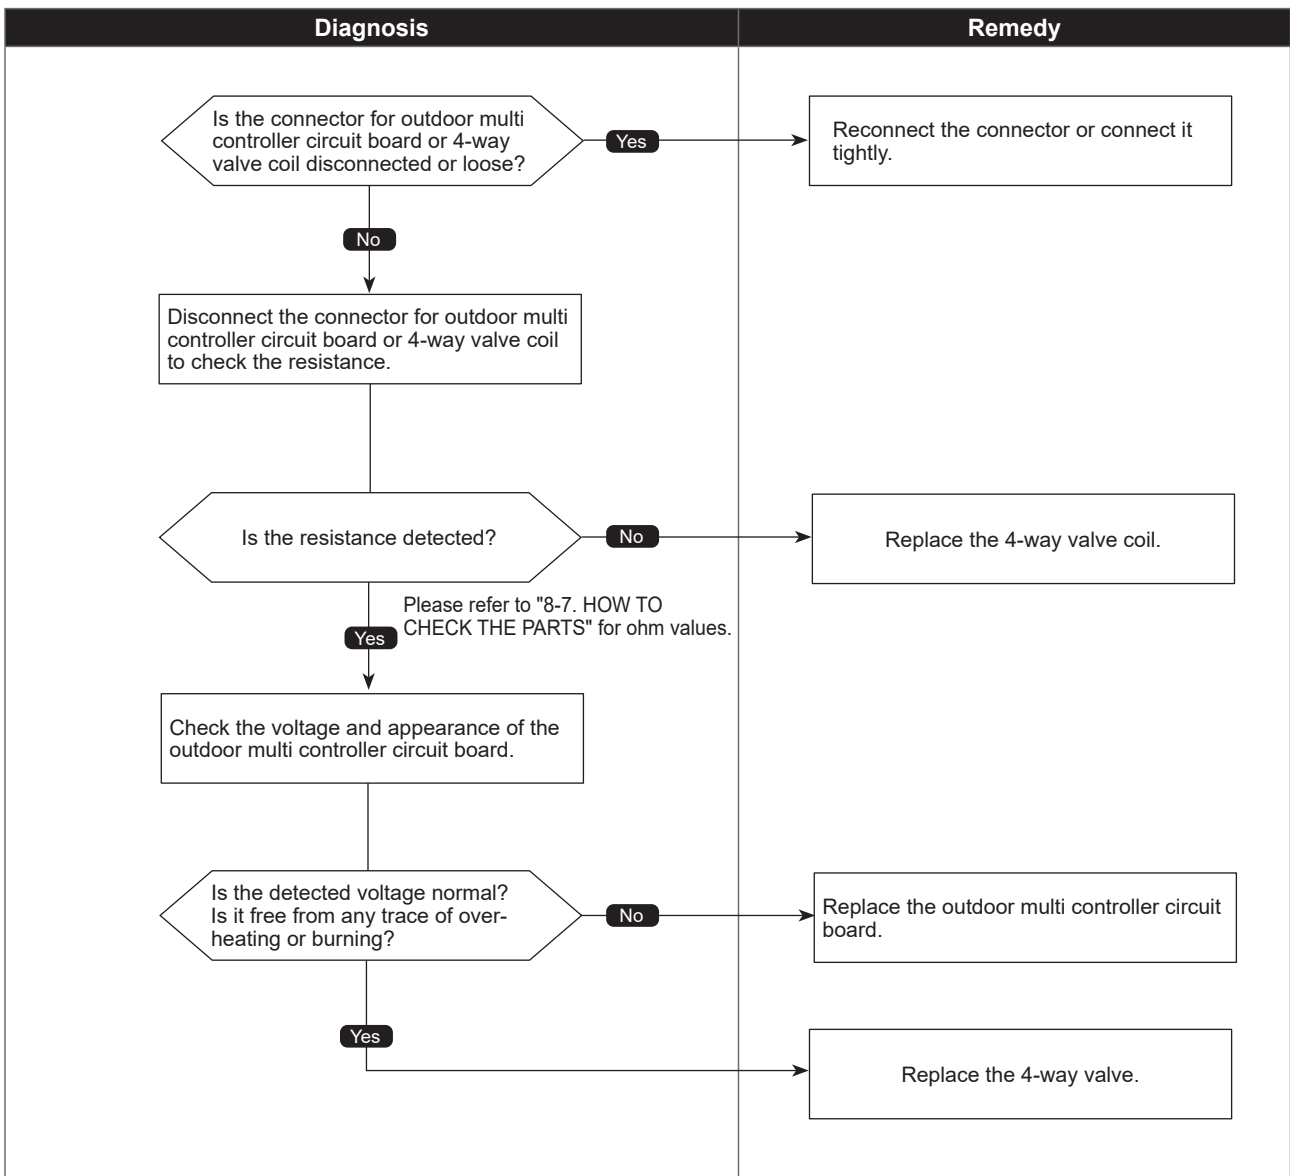 Diagnosis
Remedy
Is the connector for outdoor multi
controller circuit board or 4-way
valve coil disconnected or loose?
Yes
Reconnect the connector or connect it
tightly.
No
Disconnect the connector for outdoor multi
controller circuit board or 4-way valve coil
to check the resistance.
Is the resistance detected?
No
Replace the 4-way valve coil.
Please refer to "8-7. HOW TO
CHECK THE PARTS" for ohm values.
Yes
Check the voltage and appearance of the
outdoor multi controller circuit board.
Is the detected voltage normal?
Is it free from any trace of over-
heating or burning?
No
Replace the outdoor multi controller circuit
board.
Yes
Replace the 4-way valve.